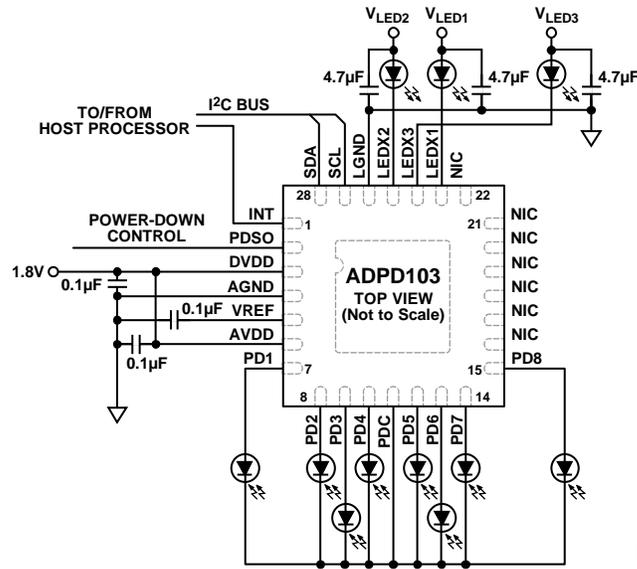 VLED2
VLED1
VLED3
4.7µF
4.7µF
4.7µF
I2C BUS
TO/FROM
HOST PROCESSOR
SDA
SCL
LGND
LEDX2
LEDX3
LEDX1
NIC
28
22
INT
1
21
NIC
POWER-DOWN
CONTROL
PDSO
NIC
1.8V
DVDD
NIC
0.1µF
AGND
NIC
0.1µF
VREF
NIC
AVDD
NIC
0.1µF
PD1
7
15
PD8
ADPD103
TOP VIEW
(Not to Scale)
8
14
PD2
PD3
PD4
PDC
PD5
PD6
PD7